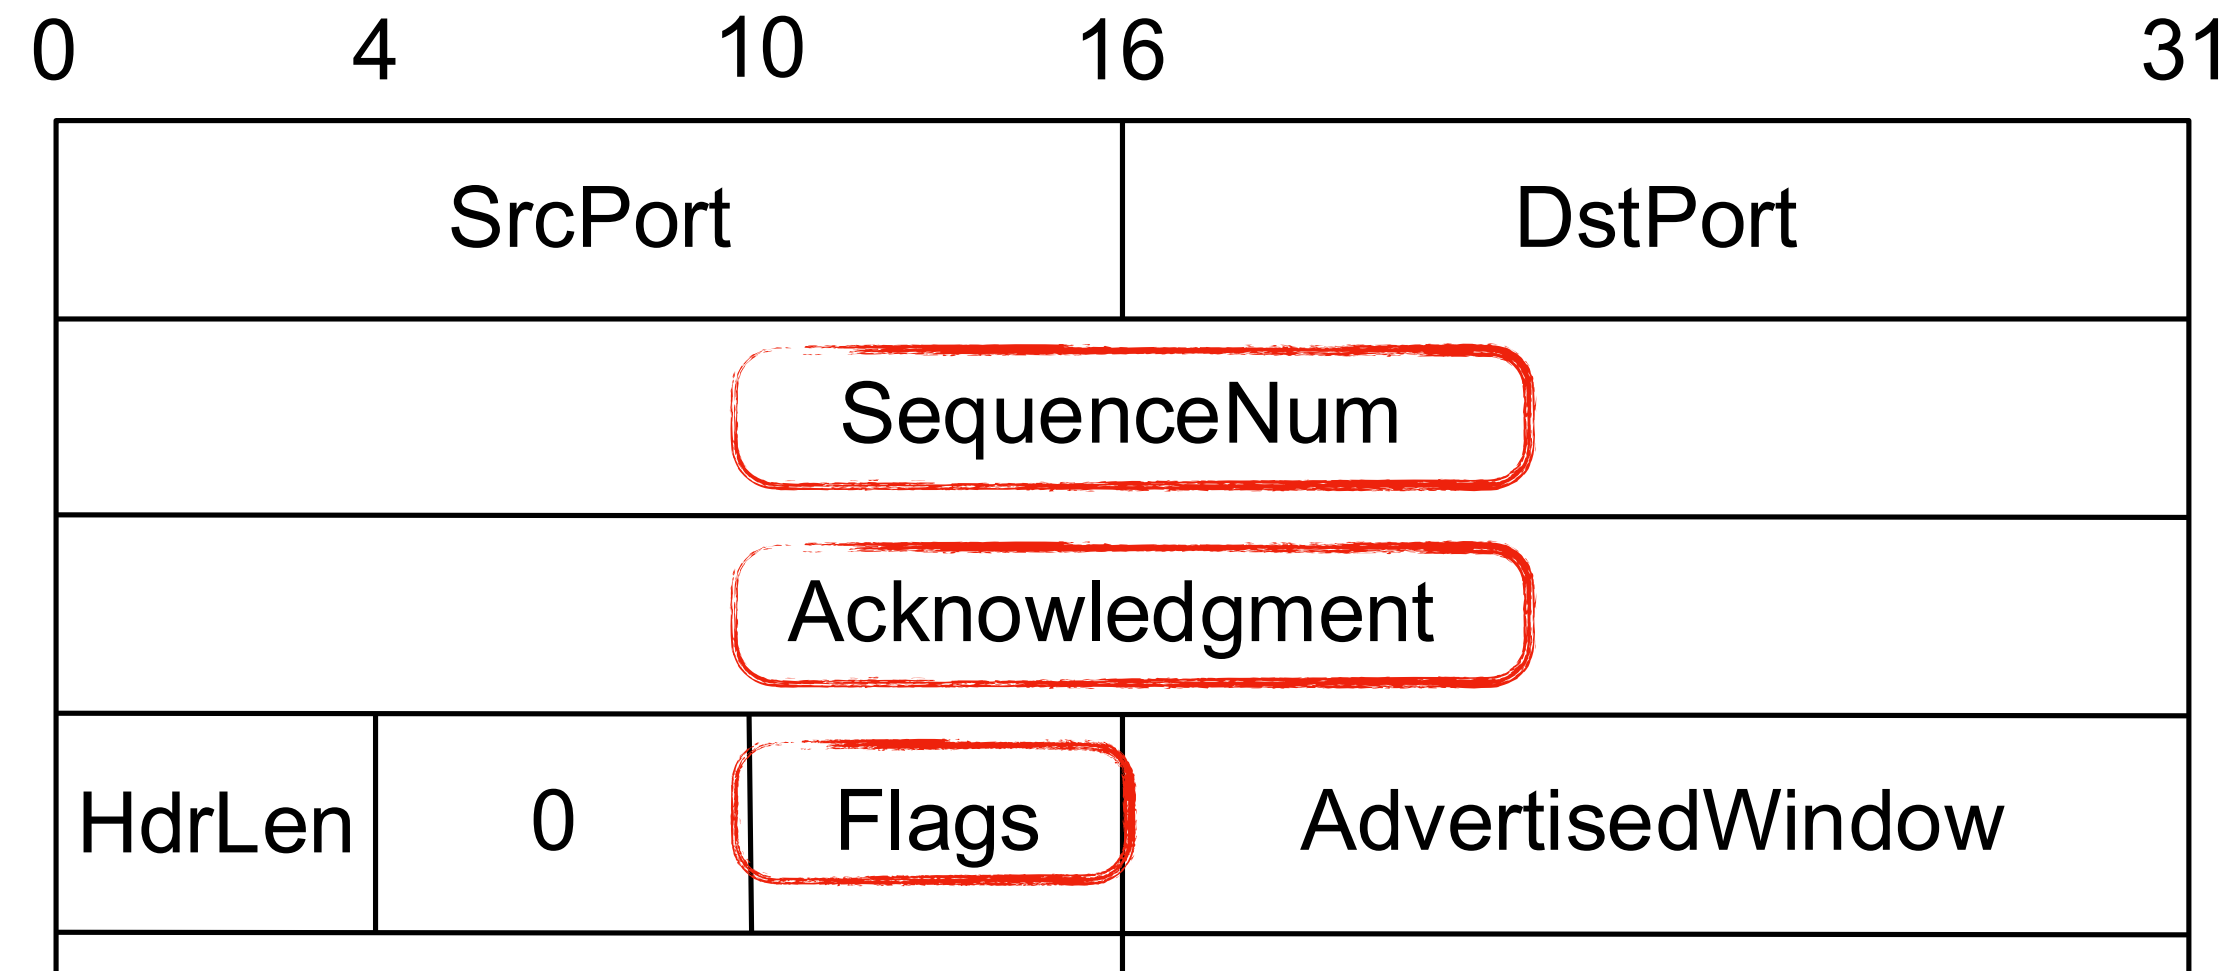 0 4 10 16 31
SrcPort DstPort
SequenceNum
Acknowledgment
HdrLen 0 Flags AdvertisedWindow